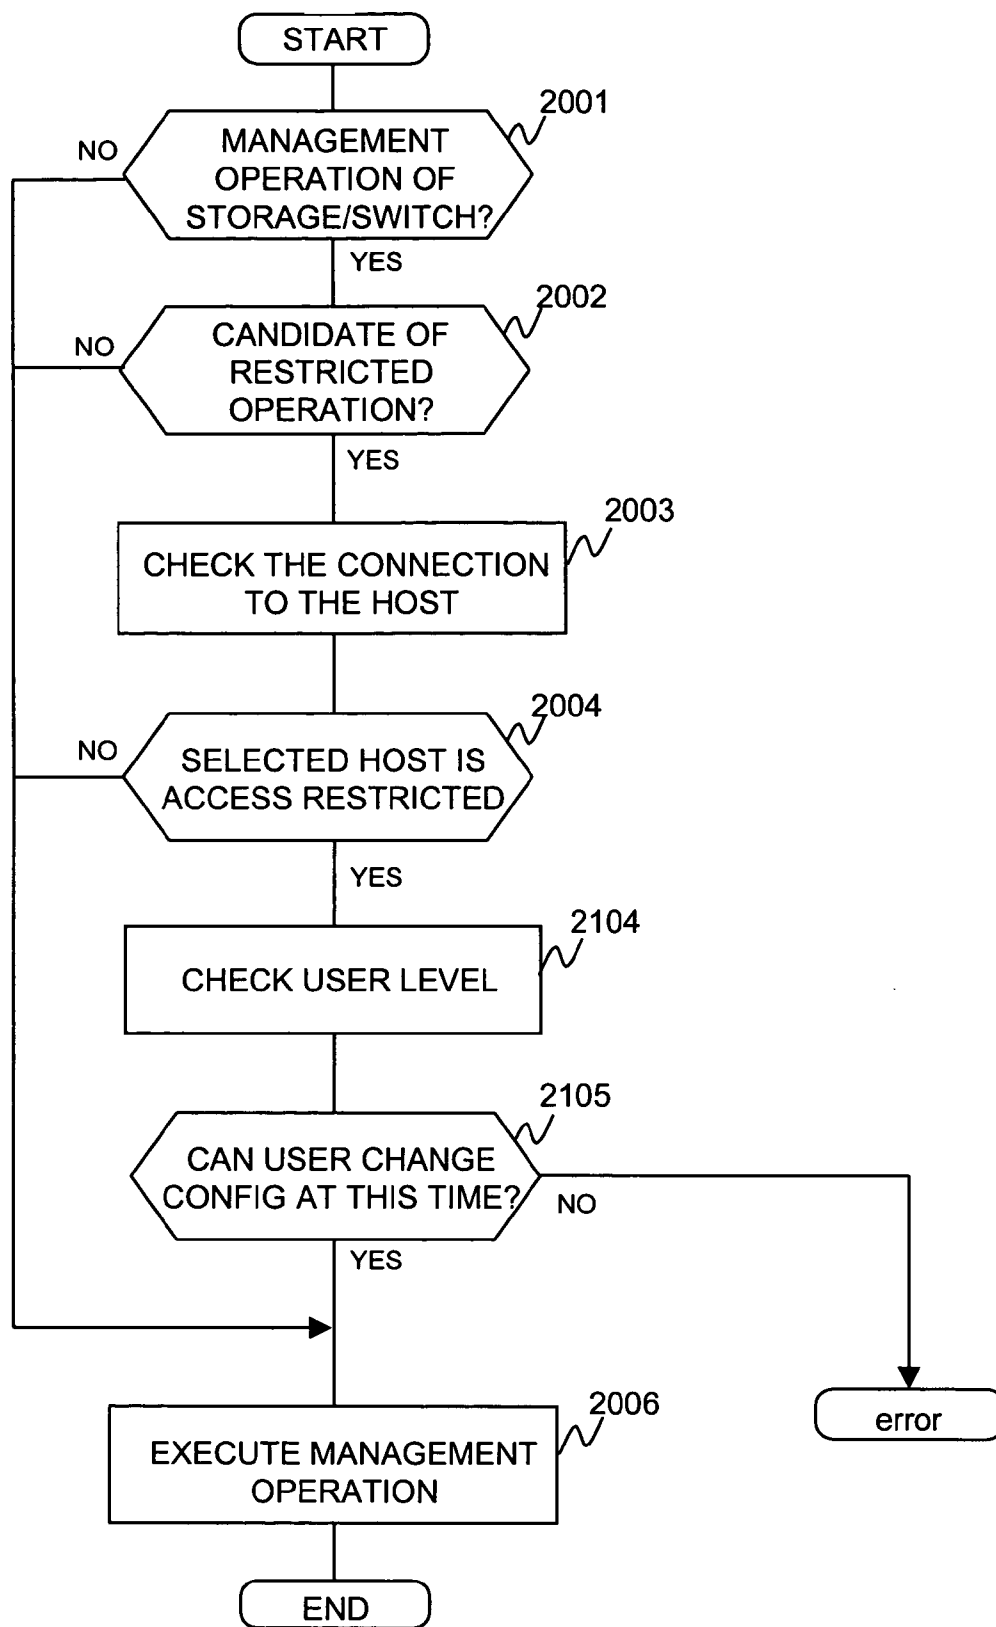 START
2001
MANAGEMENT
OPERATION OF
STORAGE/SWITCH?
NO
YES
2002
CANDIDATE OF
RESTRICTED
OPERATION?
NO
YES
2003
CHECK THE CONNECTION
TO THE HOST
2004
SELECTED HOST IS
ACCESS RESTRICTED
NO
YES
2104
CHECK USER LEVEL
2105
CAN USER CHANGE
CONFIG AT THIS TIME?
NO
YES
2006
EXECUTE MANAGEMENT
OPERATION
error
END